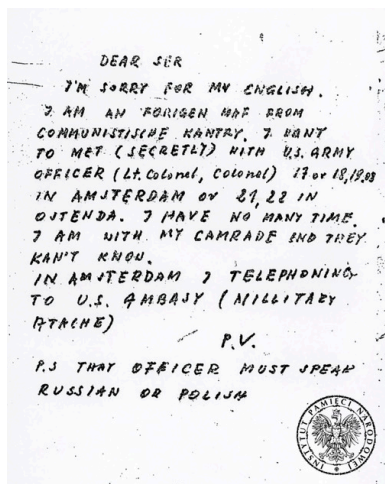 DEAR SER
I'M SORRY FOR MY ENGLISH.
I AM AN FORIGEN MAF FROM
COMMUNISTISCHE KANTRY. I WANT
TO MET (SECRETLY) WITH U.S. ARMY
OFFICER (Lt. Colonel, Colonel) 17 or 18,19.08
IN AMSTERDAM or 21,22 IN
OSTENDA. I HAVE NO MANY TIME.
I AM WITH MY CAMRADE END THEY
KAN'T KNOW.
IN AMSTERDAM I TELEPHONING
TO U.S. AMBASY (MILLITARY
ATACHE)
P.V.
P.S THAT OFFICER MUST SPEAK
RUSSIAN OR POLISH
INSTYTUT PAMIĘCI NARODOWEJ